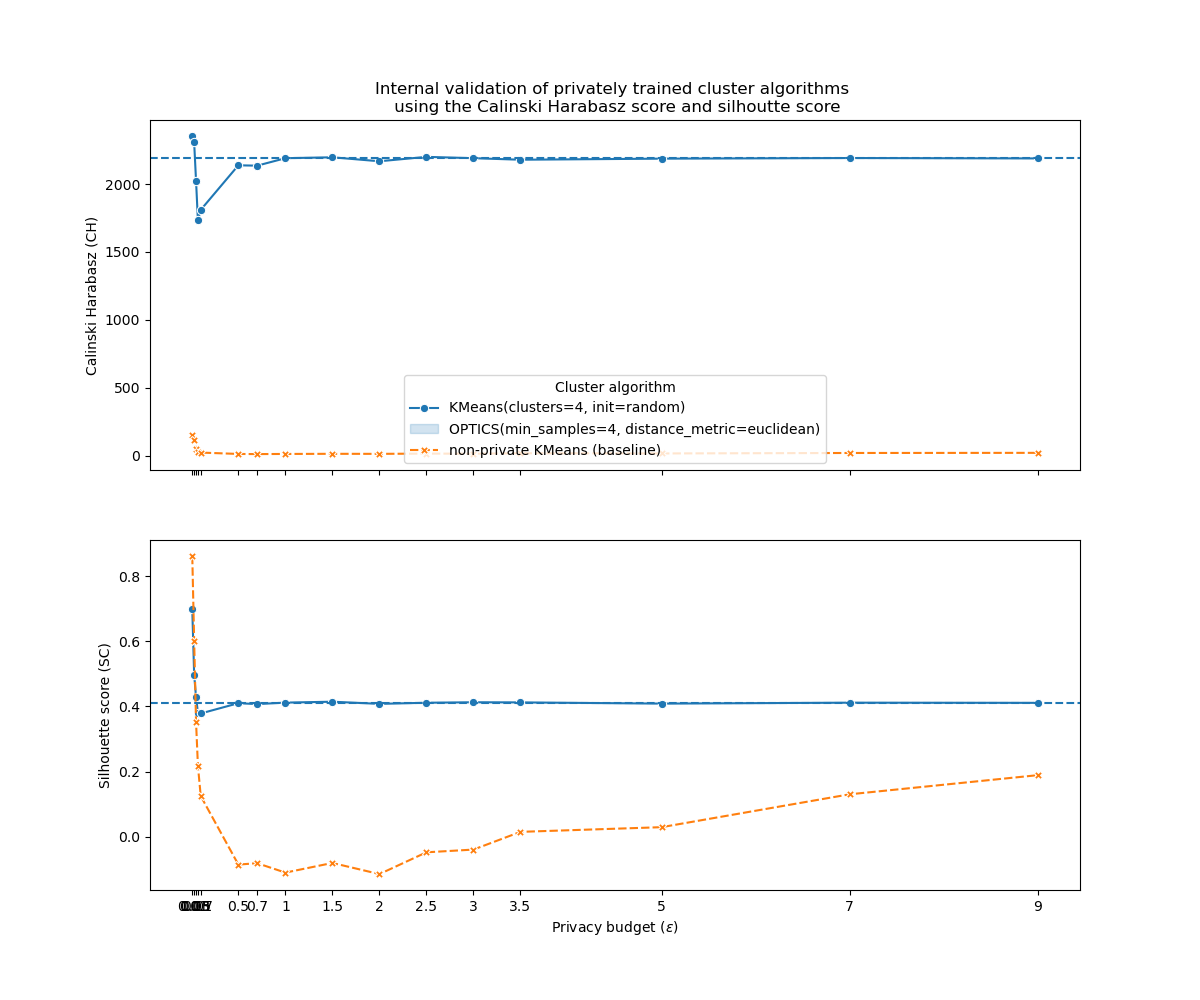 Internal validation of privately trained cluster algorithms
using the Calinski Harabasz score and silhoutte score
Calinski Harabasz (CH)
2000
1500
1000
500
0
Cluster algorithm
KMeans(clusters=4, init=random)
OPTICS(min_samples=4, distance_metric=euclidean)
non-private KMeans (baseline)
Silhouette score (SC)
0.8
0.6
0.4
0.2
0.0
0.5 0.7 1 1.5 2 2.5 3 3.5 5 7 9
Privacy budget (ε)